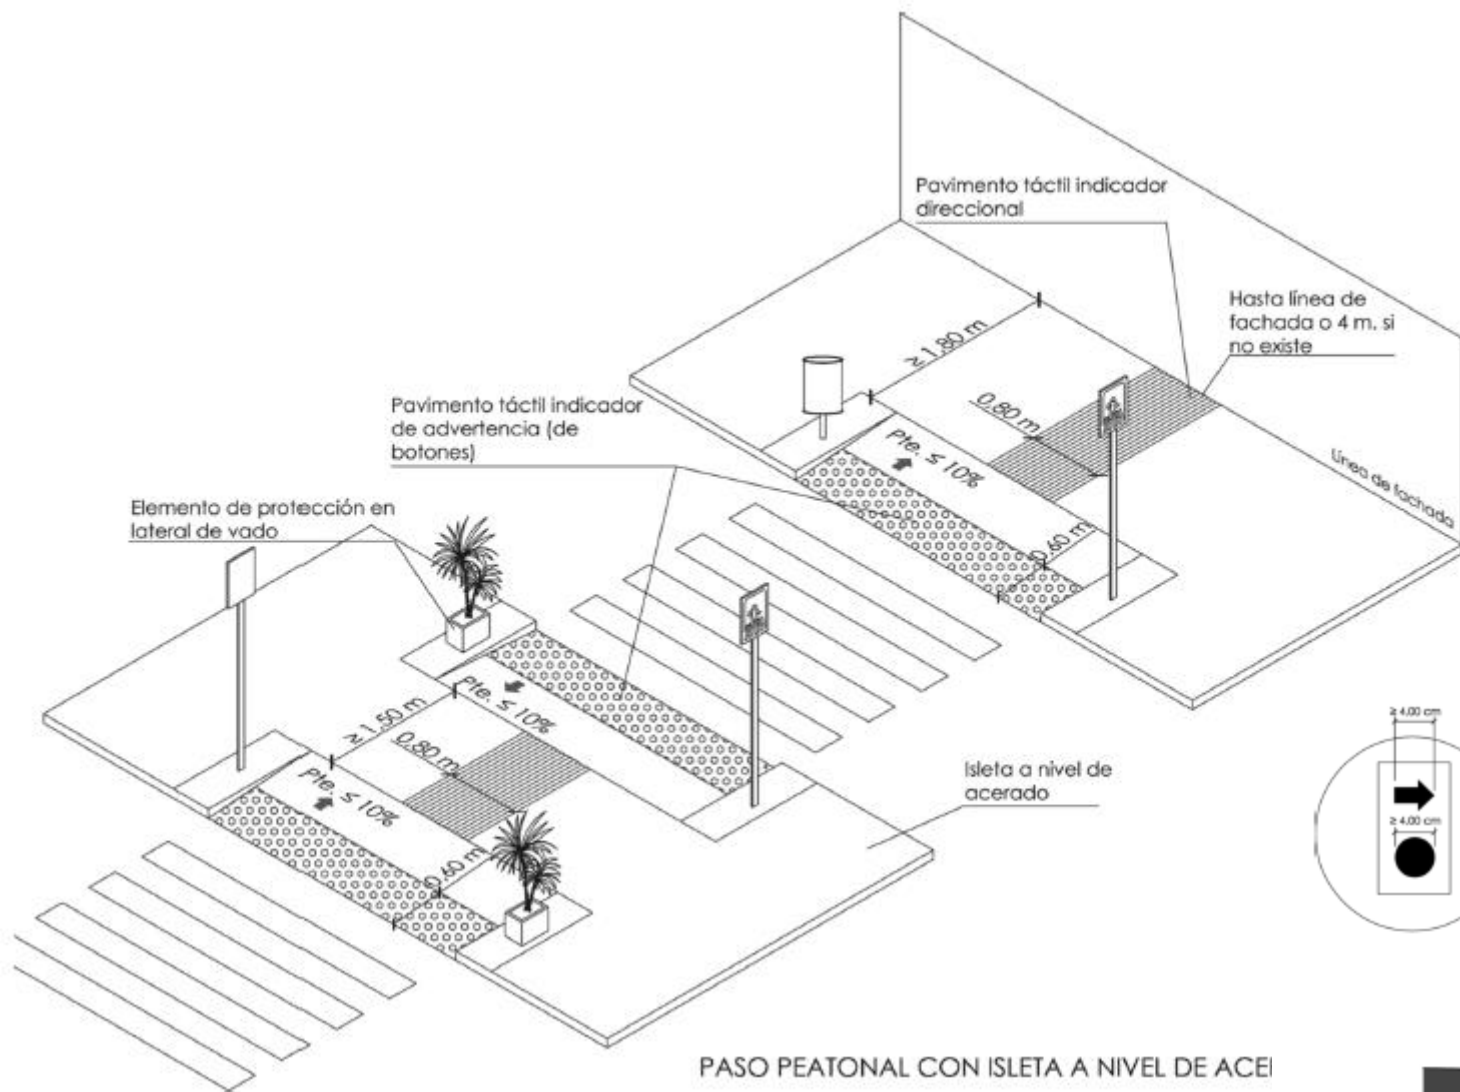 Pavimento táctil indicador
direccional
Hasta línea de
fachada o 4 m. si
no existe
≥ 1,80 m
0,80 m
Pavimento táctil indicador
de advertencia (de
botones)
Pte. ≤ 10%
Línea de fachada
Elemento de protección en
lateral de vado
0,60 m
Pte. ≤ 10%
≥ 1,50 m
0,80 m
Pte. ≤ 10%
0,60 m
Isleta a nivel de
acerado
≥ 4,00 cm
≥ 4,00 cm
PASO PEATONAL CON ISLETA A NIVEL DE ACE